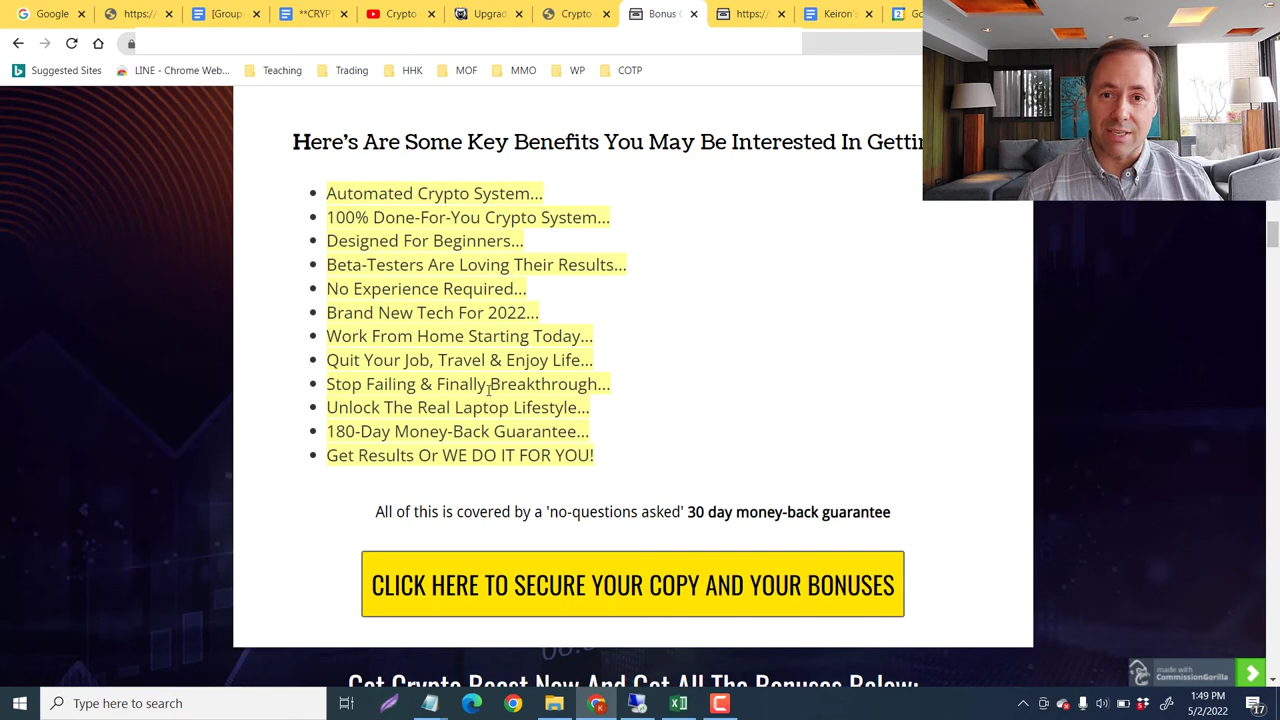 Google
https:/
[Group-
**CRYP
Crypto
Upgrad
Crypto
Bonus (
https://
Keiron's
Go
Suggested Sites
LINE - Chrome Web...
Teaching
Trading
HHK
MOF
MMO
WP
COTP
Here's Are Some Key Benefits You May Be Interested In Gettin
Automated Crypto System...
100% Done-For-You Crypto System...
Designed For Beginners...
Beta-Testers Are Loving Their Results...
No Experience Required...
Brand New Tech For 2022...
Work From Home Starting Today...
Quit Your Job, Travel & Enjoy Life...
Stop Failing & Finally Breakthrough...
Unlock The Real Laptop Lifestyle...
180-Day Money-Back Guarantee...
Get Results Or WE DO IT FOR YOU!
All of this is covered by a 'no-questions asked' 30 day money-back guarantee
CLICK HERE TO SECURE YOUR COPY AND YOUR BONUSES
made with
CommissionGorilla
Type here to search
1:49 PM
5/2/2022
17